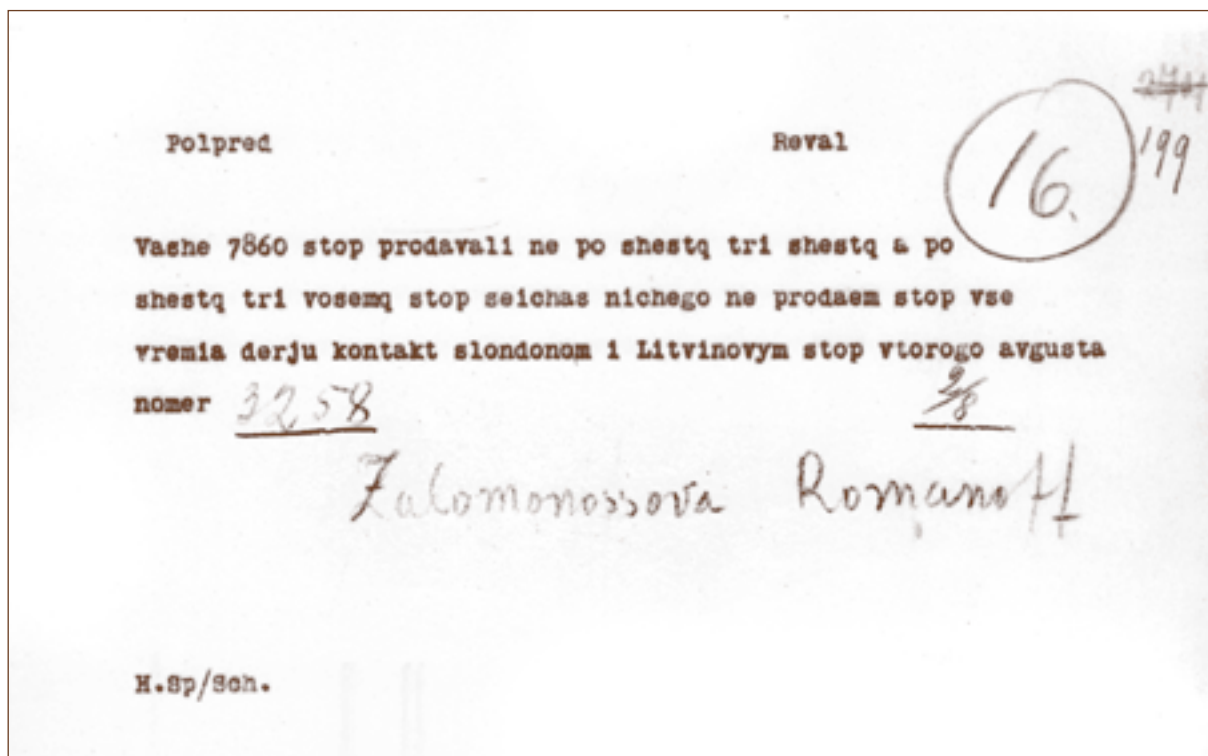 Polpred Reval
16.
199
Vashe 7860 stop prodavali ne po shestq tri shestq a po
shestq tri vosemq stop seichas nichego ne prodaem stop vse
vremia derju kontakt slondonom i Litvinovym stop vtorogo avgusta
nomer 3258 2/8
Zalomonossova Romanoff
H.Sp/Sch.